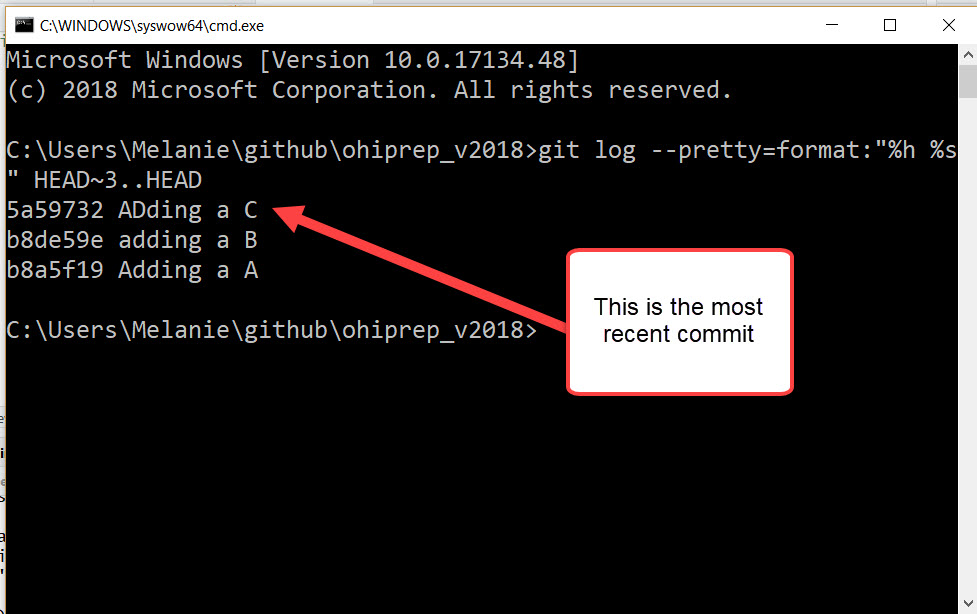 C:\WINDOWS\syswow64\cmd.exe
Microsoft Windows [Version 10.0.17134.48]
(c) 2018 Microsoft Corporation. All rights reserved.
C:\Users\Melanie\github\ohiprep_v2018>git log --pretty=format:"%h %s
" HEAD~3..HEAD
5a59732 ADding a C
b8de59e adding a B
b8a5f19 Adding a A
C:\Users\Melanie\github\ohiprep_v2018>
This is the most
recent commit